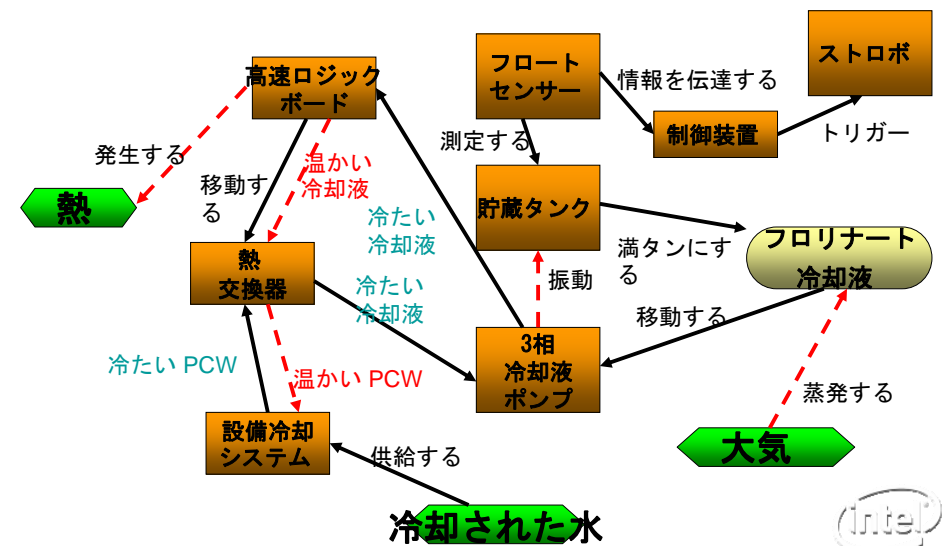 高速ロジック
ボード
フロート
センサー
情報を伝達する
ストロボ
制御装置
トリガー
発生する
測定する
温かい
冷却液
移動す
る
熱
貯蔵タンク
冷たい
冷却液
満タンにす
る
フロリナート
冷却液
熱
交換器
冷たい
冷却液
振動
移動する
3相
冷却液
ポンプ
冷たい PCW
温かい PCW
蒸発する
設備冷却
システム
供給する
大気
冷却された水
intel